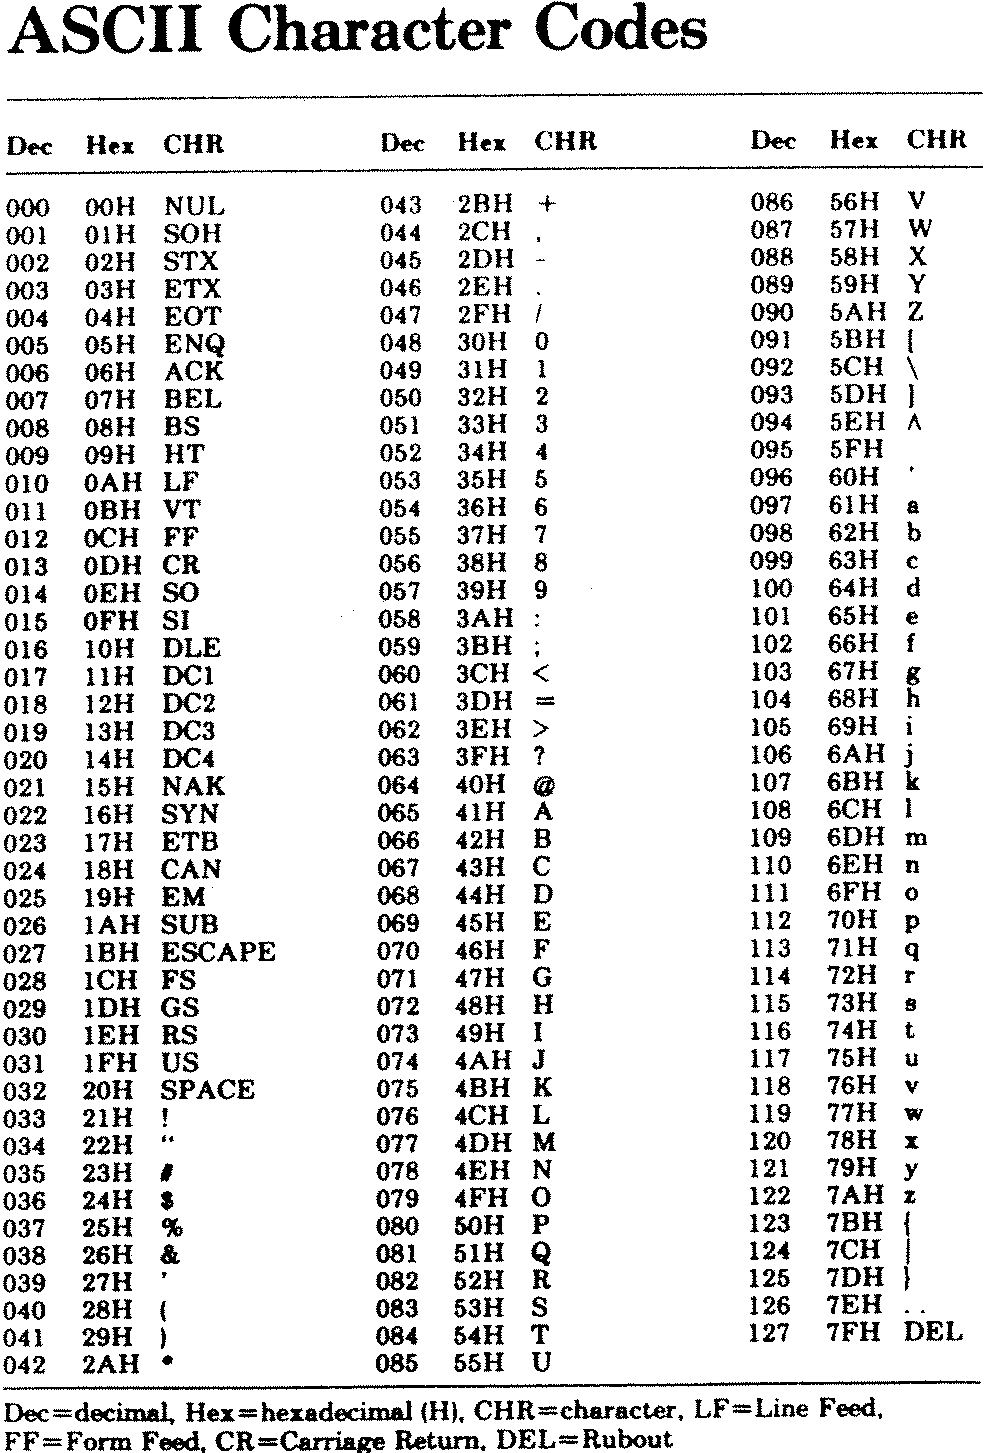 ASCII Character Codes
Dec Hex CHR Dec Hex CHR Dec Hex CHR
000 00H NUL 043 2BH + 086 56H V
001 01H SOH 044 2CH , 087 57H W
002 02H STX 045 2DH - 088 58H X
003 03H ETX 046 2EH . 089 59H Y
004 04H EOT 047 2FH / 090 5AH Z
005 05H ENQ 048 30H 0 091 5BH [
006 06H ACK 049 31H 1 092 5CH \
007 07H BEL 050 32H 2 093 5DH ]
008 08H BS 051 33H 3 094 5EH ^
009 09H HT 052 34H 4 095 5FH
010 0AH LF 053 35H 5 096 60H '
011 0BH VT 054 36H 6 097 61H a
012 0CH FF 055 37H 7 098 62H b
013 0DH CR 056 38H 8 099 63H c
014 0EH SO 057 39H 9 100 64H d
015 0FH SI 058 3AH : 101 65H e
016 10H DLE 059 3BH ; 102 66H f
017 11H DC1 060 3CH < 103 67H g
018 12H DC2 061 3DH = 104 68H h
019 13H DC3 062 3EH > 105 69H i
020 14H DC4 063 3FH ? 106 6AH j
021 15H NAK 064 40H @ 107 6BH k
022 16H SYN 065 41H A 108 6CH l
023 17H ETB 066 42H B 109 6DH m
024 18H CAN 067 43H C 110 6EH n
025 19H EM 068 44H D 111 6FH o
026 1AH SUB 069 45H E 112 70H p
027 1BH ESCAPE 070 46H F 113 71H q
028 1CH FS 071 47H G 114 72H r
029 1DH GS 072 48H H 115 73H s
030 1EH RS 073 49H I 116 74H t
031 1FH US 074 4AH J 117 75H u
032 20H SPACE 075 4BH K 118 76H v
033 21H ! 076 4CH L 119 77H w
034 22H " 077 4DH M 120 78H x
035 23H # 078 4EH N 121 79H y
036 24H $ 079 4FH O 122 7AH z
037 25H % 080 50H P 123 7BH {
038 26H & 081 51H Q 124 7CH |
039 27H ' 082 52H R 125 7DH }
040 28H ( 083 53H S 126 7EH ..
041 29H ) 084 54H T 127 7FH DEL
042 2AH * 085 55H U
Dec=decimal, Hex=hexadecimal (H), CHR=character, LF=Line Feed,
FF=Form Feed, CR=Carriage Return, DEL=Rubout